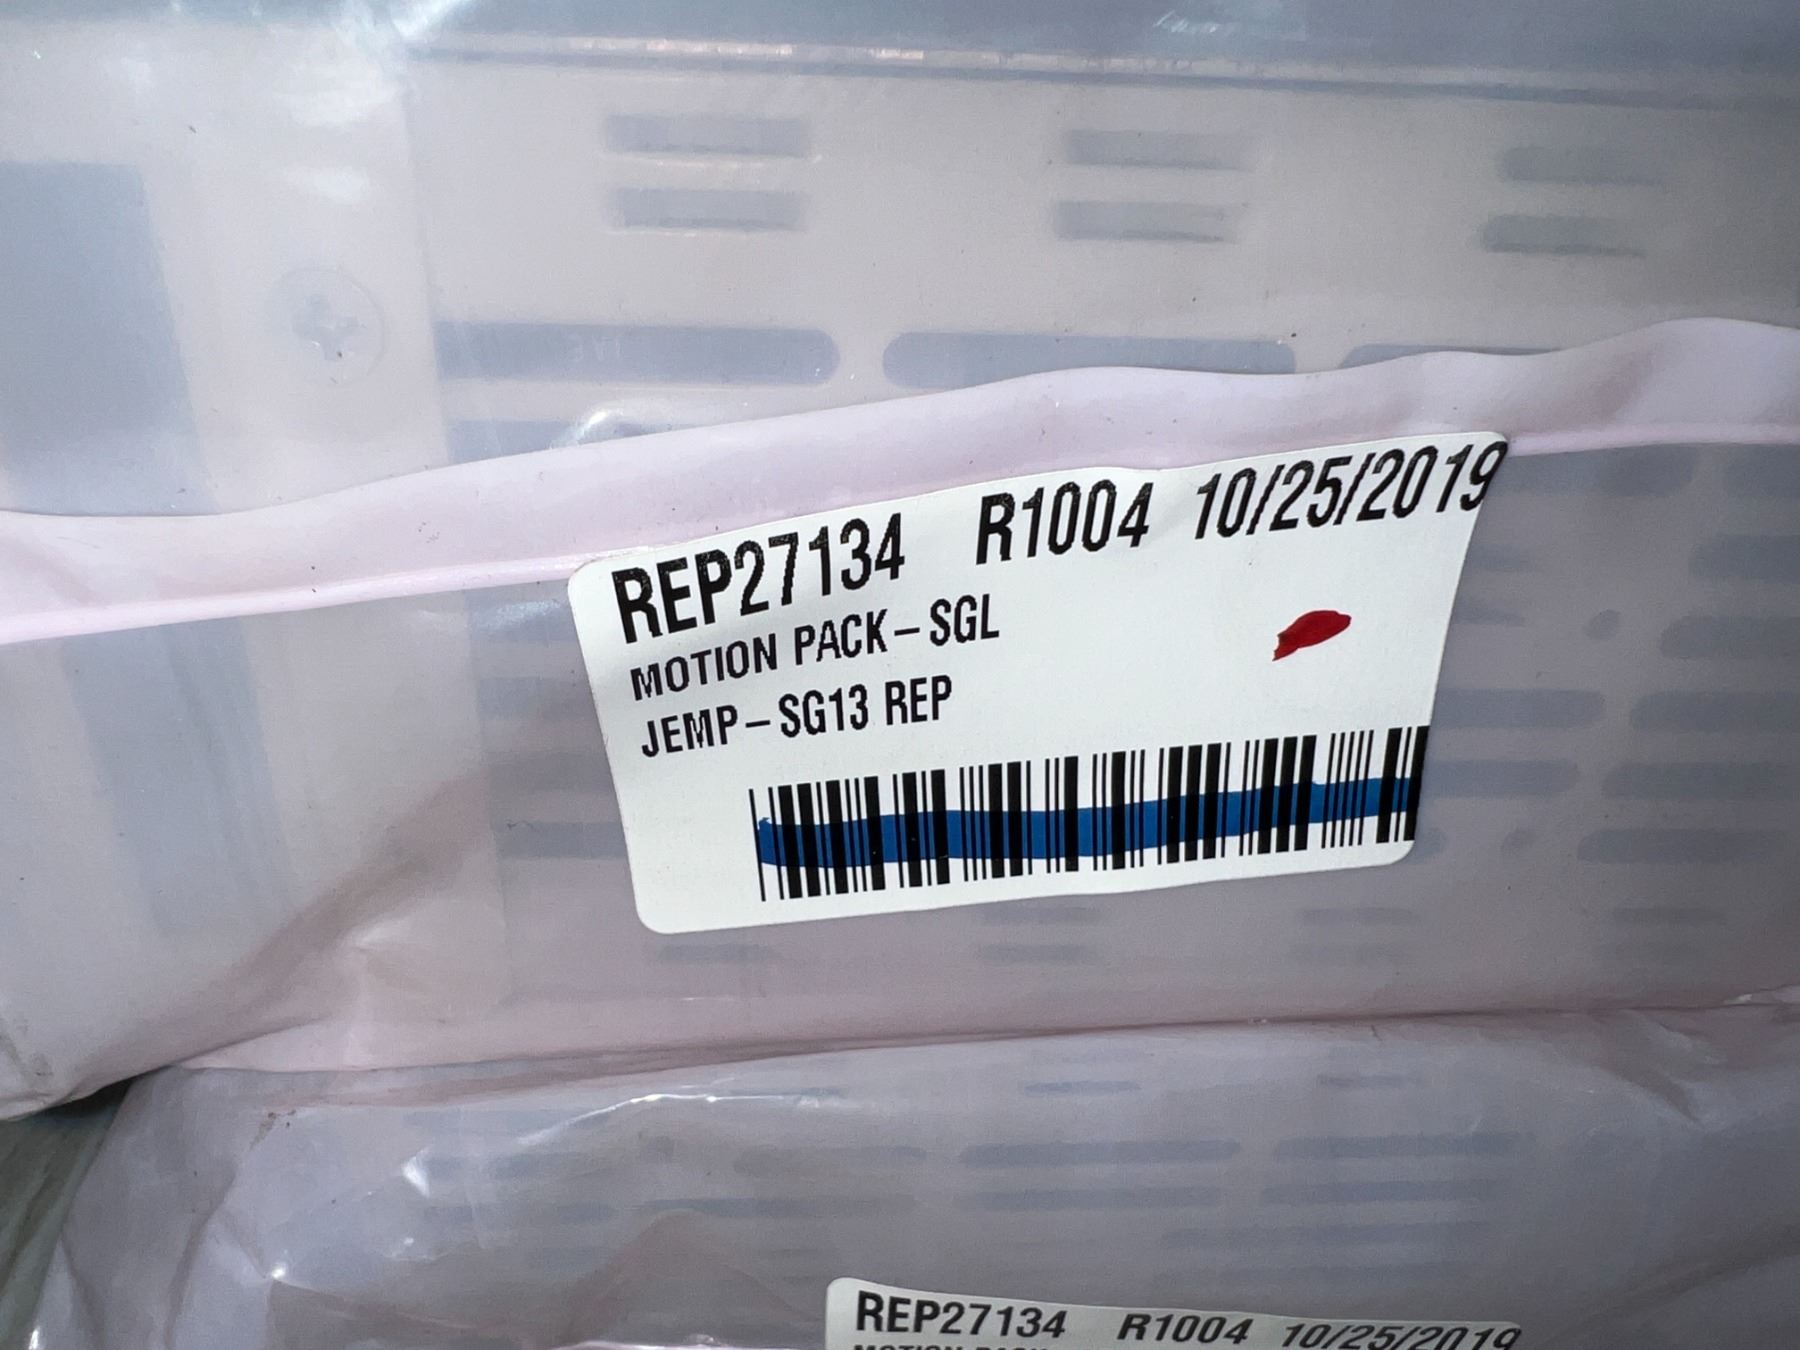 REP27134 R1004 10/25/2019
MOTION PACK-SGL
JEMP-SG13 REP
REP27134 R1004 10/25/2019